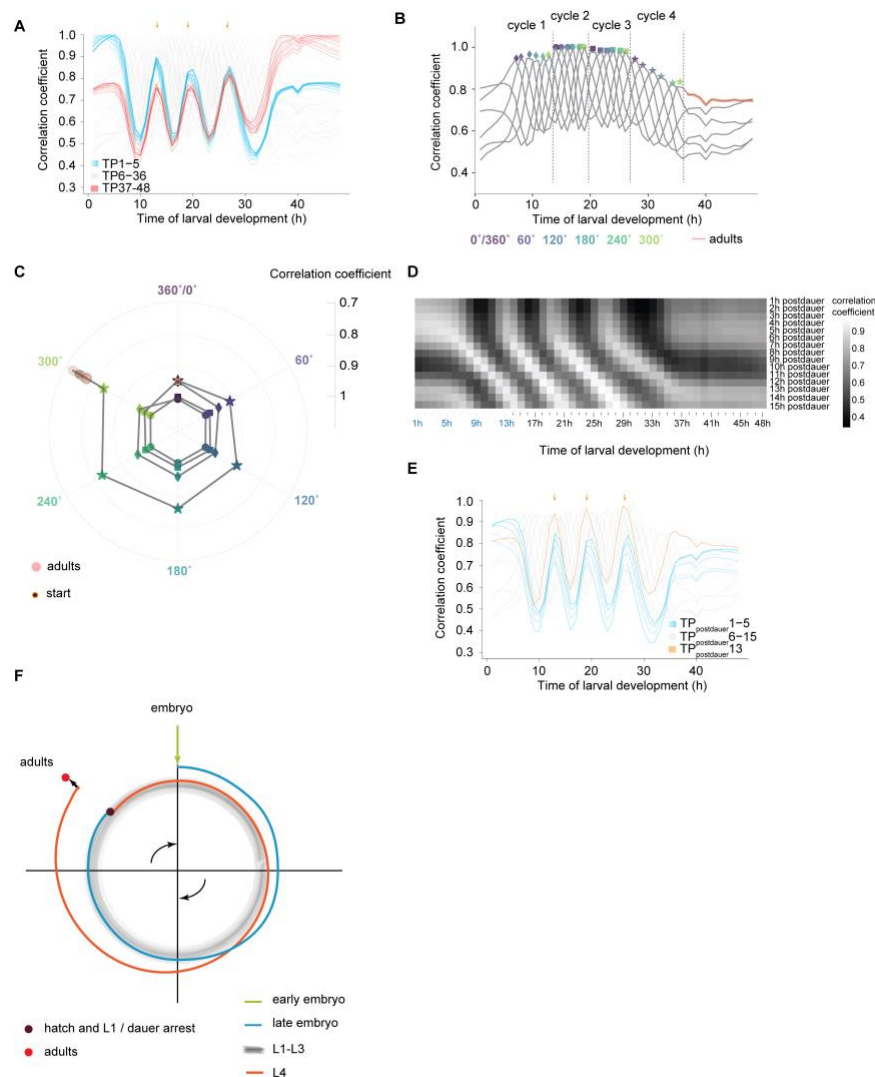 A
Correlation coefficient
1.0
0.9
0.8
0.7
0.6
0.5
0.4
0.3
TP1-5
TP6-36
TP37-48
0 10 20 30 40
Time of larval development (h)
B
cycle 1 cycle 2 cycle 3 cycle 4
Correlation coefficient
1.0
0.8
0.6
0.4
0 10 20 30 40
Time of larval development (h)
0˚/360˚ 60˚ 120˚ 180˚ 240˚ 300˚ adults
C
Correlation coefficient
0.7
0.8
0.9
1
360˚/0˚
60˚
120˚
180˚
240˚
300˚
adults
start
D
1h postdauer
2h postdauer
3h postdauer
4h postdauer
5h postdauer
6h postdauer
7h postdauer
8h postdauer
9h postdauer
10h postdauer
11h postdauer
12h postdauer
13h postdauer
14h postdauer
15h postdauer
correlation
coefficient
0.9
0.8
0.7
0.6
0.5
0.4
1h 5h 9h 13h 17h 21h 25h 29h 33h 37h 41h 45h 48h
Time of larval development (h)
E
Correlation coefficient
1.0
0.9
0.8
0.7
0.6
0.5
0.4
0.3
TPpostdauer1-5
TPpostdauer6-15
TPpostdauer13
0 10 20 30 40
Time of larval development (h)
F
embryo
adults
hatch and L1 / dauer arrest
adults
early embryo
late embryo
L1-L3
L4